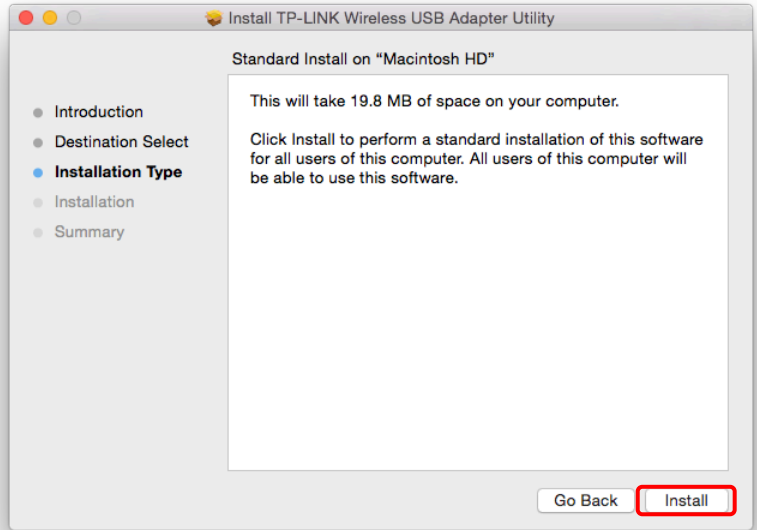 Install TP-LINK Wireless USB Adapter Utility
Standard Install on “Macintosh HD”
Introduction
Destination Select
Installation Type
Installation
Summary
This will take 19.8 MB of space on your computer.
Click Install to perform a standard installation of this software
for all users of this computer. All users of this computer will
be able to use this software.
Go Back
Install